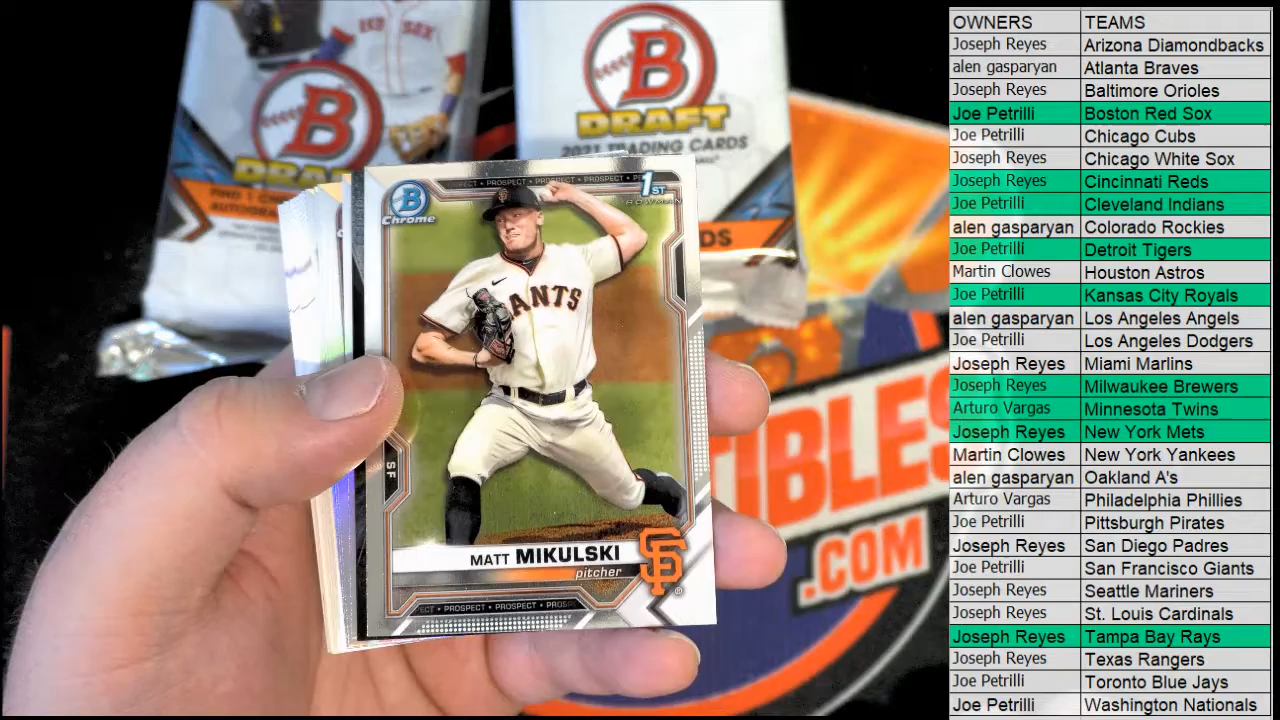 RED
SOX
B
DRAFT
B
DRAFT
2021 TRADING CARDS
B
Chrome
PROSPECT • PROSPECT • PROSPECT
1ST
BOWMAN
GIANTS
SF
MATT MIKULSKI
pitcher
SF
PROSPECT • PROSPECT
TIBLES
.COM
OWNERS TEAMS
Joseph Reyes Arizona Diamondbacks
alen gasparyan Atlanta Braves
Joseph Reyes Baltimore Orioles
Joe Petrilli Boston Red Sox
Joe Petrilli Chicago Cubs
Joseph Reyes Chicago White Sox
Joseph Reyes Cincinnati Reds
Joe Petrilli Cleveland Indians
alen gasparyan Colorado Rockies
Joe Petrilli Detroit Tigers
Martin Clowes Houston Astros
Joe Petrilli Kansas City Royals
alen gasparyan Los Angeles Angels
Joe Petrilli Los Angeles Dodgers
Joseph Reyes Miami Marlins
Joseph Reyes Milwaukee Brewers
Arturo Vargas Minnesota Twins
Joseph Reyes New York Mets
Martin Clowes New York Yankees
alen gasparyan Oakland A's
Arturo Vargas Philadelphia Phillies
Joe Petrilli Pittsburgh Pirates
Joseph Reyes San Diego Padres
Joe Petrilli San Francisco Giants
Joseph Reyes Seattle Mariners
Joseph Reyes St. Louis Cardinals
Joseph Reyes Tampa Bay Rays
Joseph Reyes Texas Rangers
Joe Petrilli Toronto Blue Jays
Joe Petrilli Washington Nationals